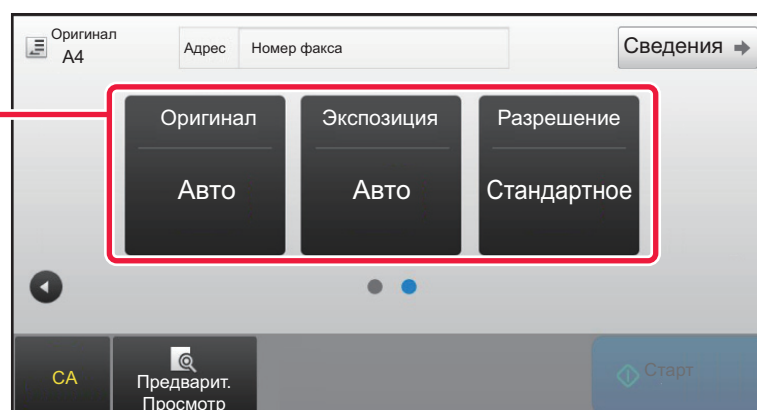 Оригинал
A4
Адрес
Номер факса
Сведения
Оригинал
Экспозиция
Разрешение
Авто
Авто
Стандартное
CA
Предварит.
Просмотр
Старт